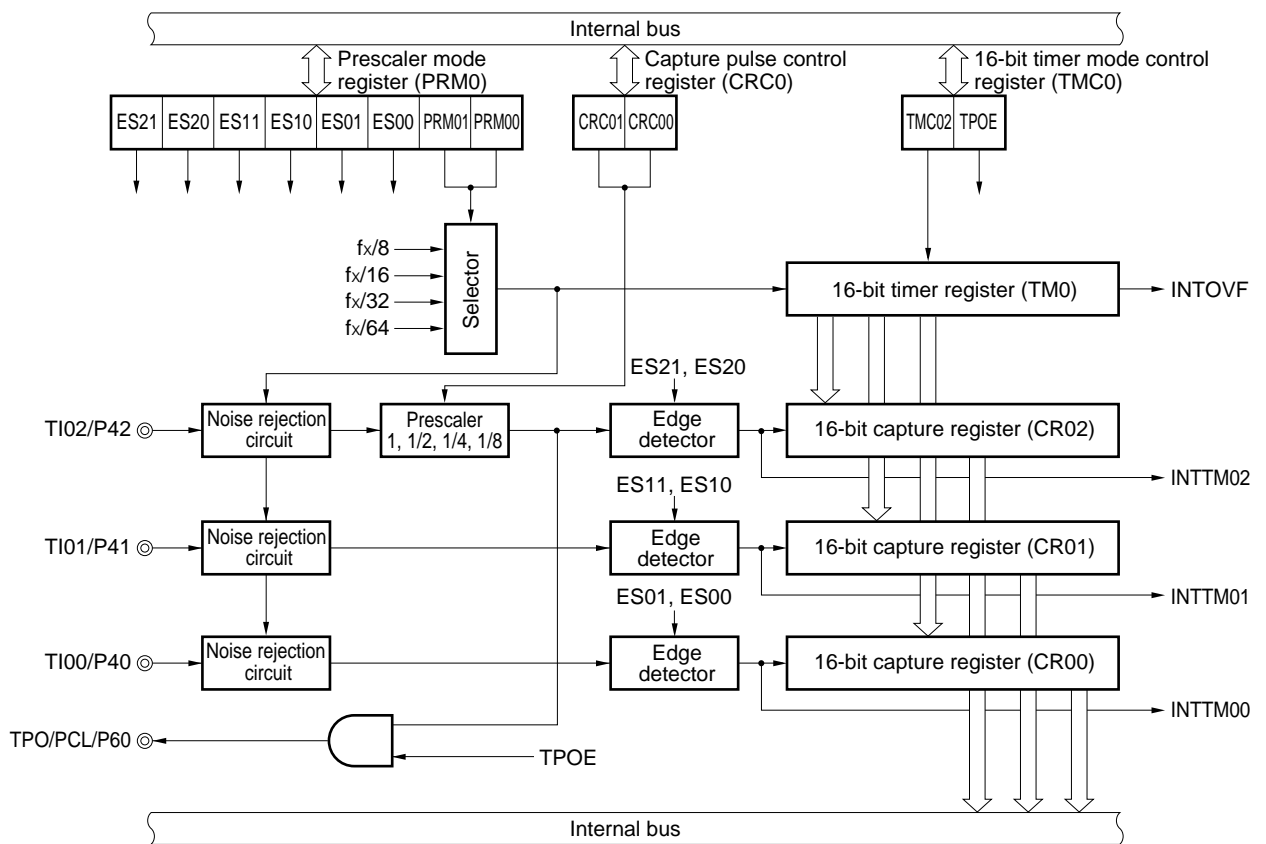 Internal bus
Prescaler mode
register (PRM0)
Capture pulse control
register (CRC0)
16-bit timer mode control
register (TMC0)
ES21 ES20 ES11 ES10 ES01 ES00 PRM01 PRM00
CRC01 CRC00
TMC02 TPOE
fx/8
fx/16
fx/32
fx/64
Selector
16-bit timer register (TM0)
INTOVF
ES21, ES20
TI02/P42
Noise rejection
circuit
Prescaler
1, 1/2, 1/4, 1/8
Edge
detector
16-bit capture register (CR02)
INTTM02
ES11, ES10
TI01/P41
Noise rejection
circuit
Edge
detector
16-bit capture register (CR01)
INTTM01
ES01, ES00
TI00/P40
Noise rejection
circuit
Edge
detector
16-bit capture register (CR00)
INTTM00
TPO/PCL/P60
TPOE
Internal bus